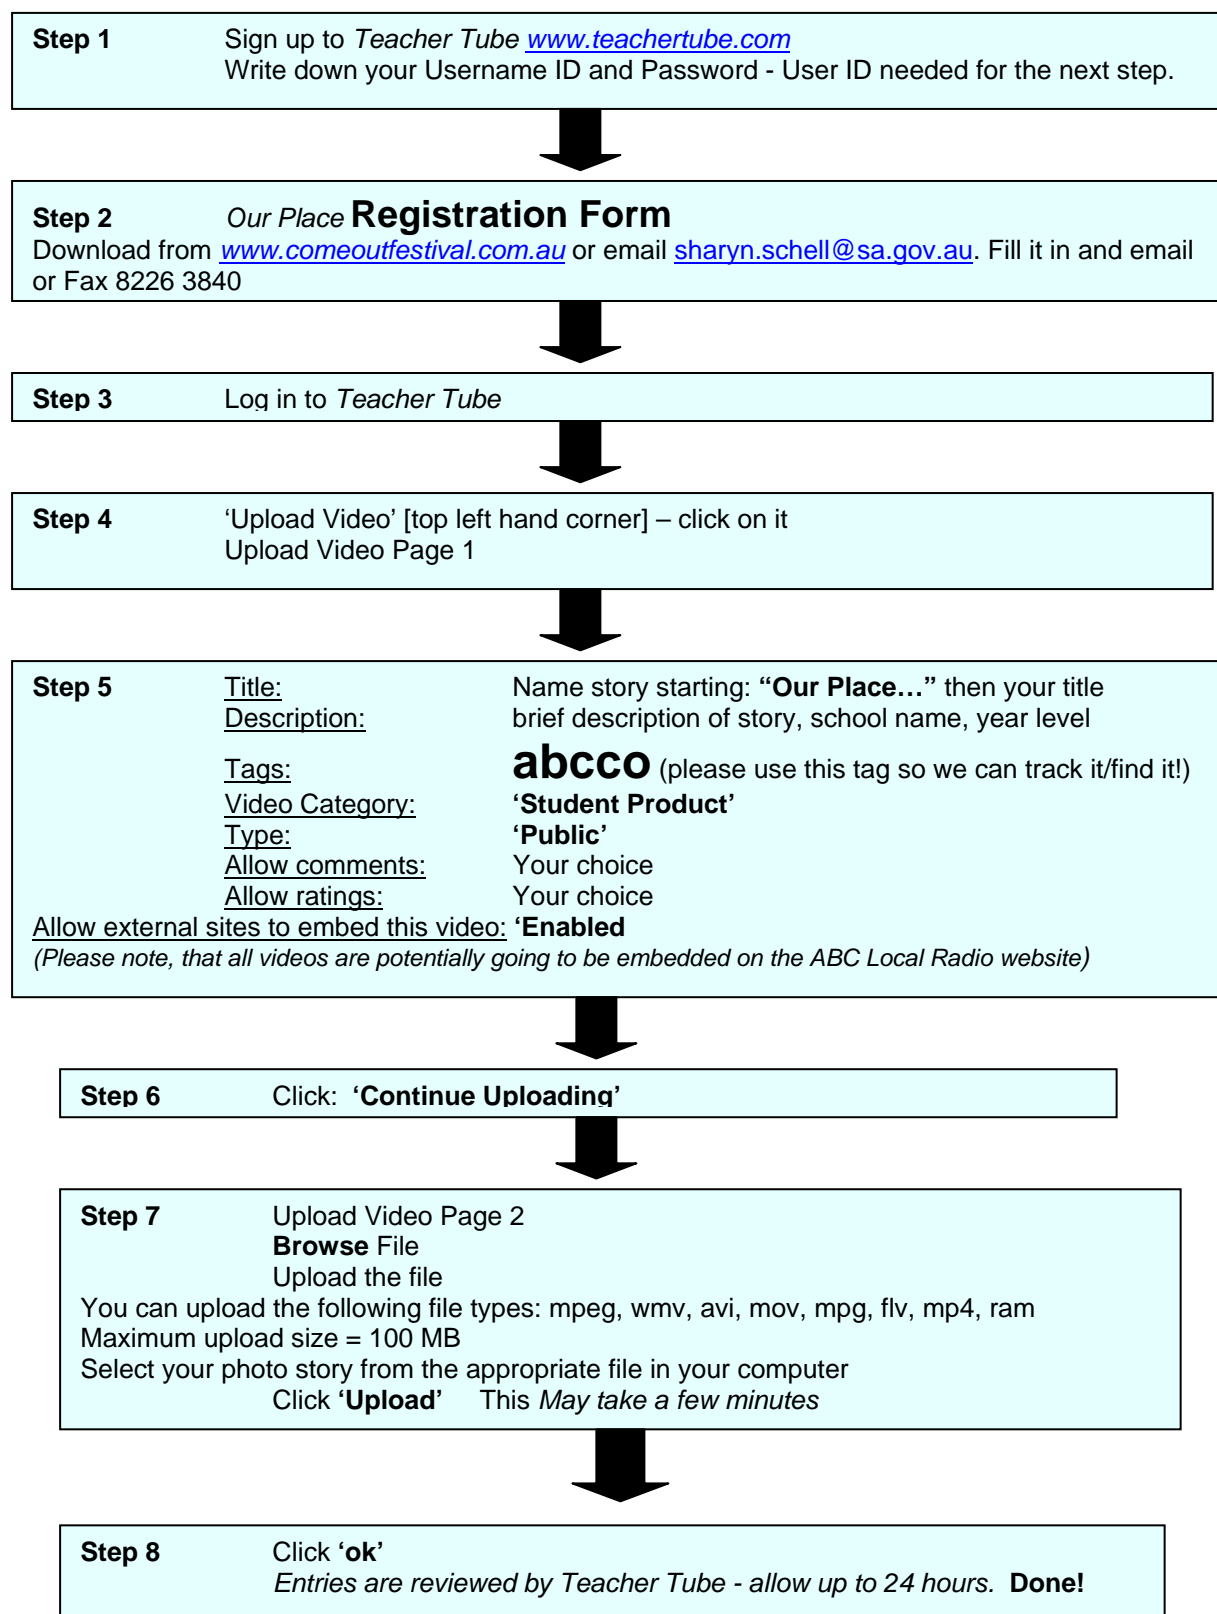 Step 1 Sign up to Teacher Tube www.teachertube.com
Write down your Username ID and Password - User ID needed for the next step.
Step 2 Our Place Registration Form
Download from www.comeoutfestival.com.au or email sharyn.schell@sa.gov.au. Fill it in and email
or Fax 8226 3840
Step 3 Log in to Teacher Tube
Step 4 ‘Upload Video’ [top left hand corner] – click on it
Upload Video Page 1
Step 5 Title: Name story starting: “Our Place…” then your title
Description: brief description of story, school name, year level
Tags: abcco (please use this tag so we can track it/find it!)
Video Category: ‘Student Product’
Type: ‘Public’
Allow comments: Your choice
Allow ratings: Your choice
Allow external sites to embed this video: ‘Enabled
(Please note, that all videos are potentially going to be embedded on the ABC Local Radio website)
Step 6 Click: ‘Continue Uploading’
Step 7 Upload Video Page 2
Browse File
Upload the file
You can upload the following file types: mpeg, wmv, avi, mov, mpg, flv, mp4, ram
Maximum upload size = 100 MB
Select your photo story from the appropriate file in your computer
Click ‘Upload’ This May take a few minutes
Step 8 Click ‘ok’
Entries are reviewed by Teacher Tube - allow up to 24 hours. Done!